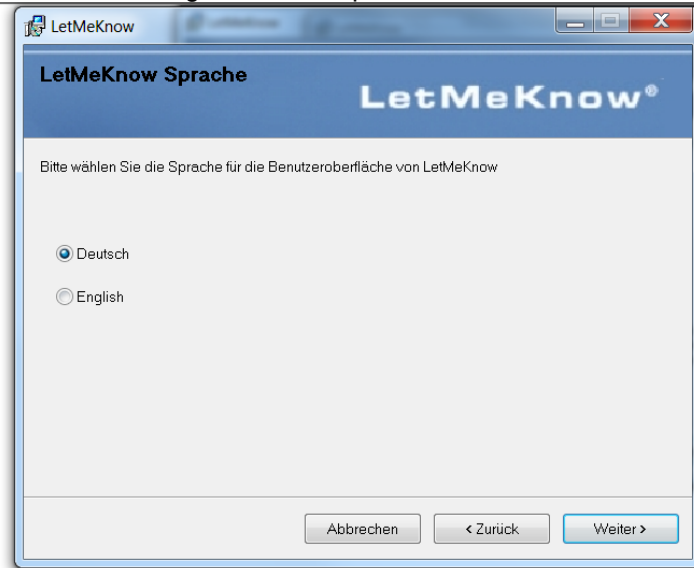 LetMeKnow
LetMeKnow Sprache
LetMeKnow®
Bitte wählen Sie die Sprache für die Benutzeroberfläche von LetMeKnow
Deutsch
English
Abbrechen
< Zurück
Weiter >